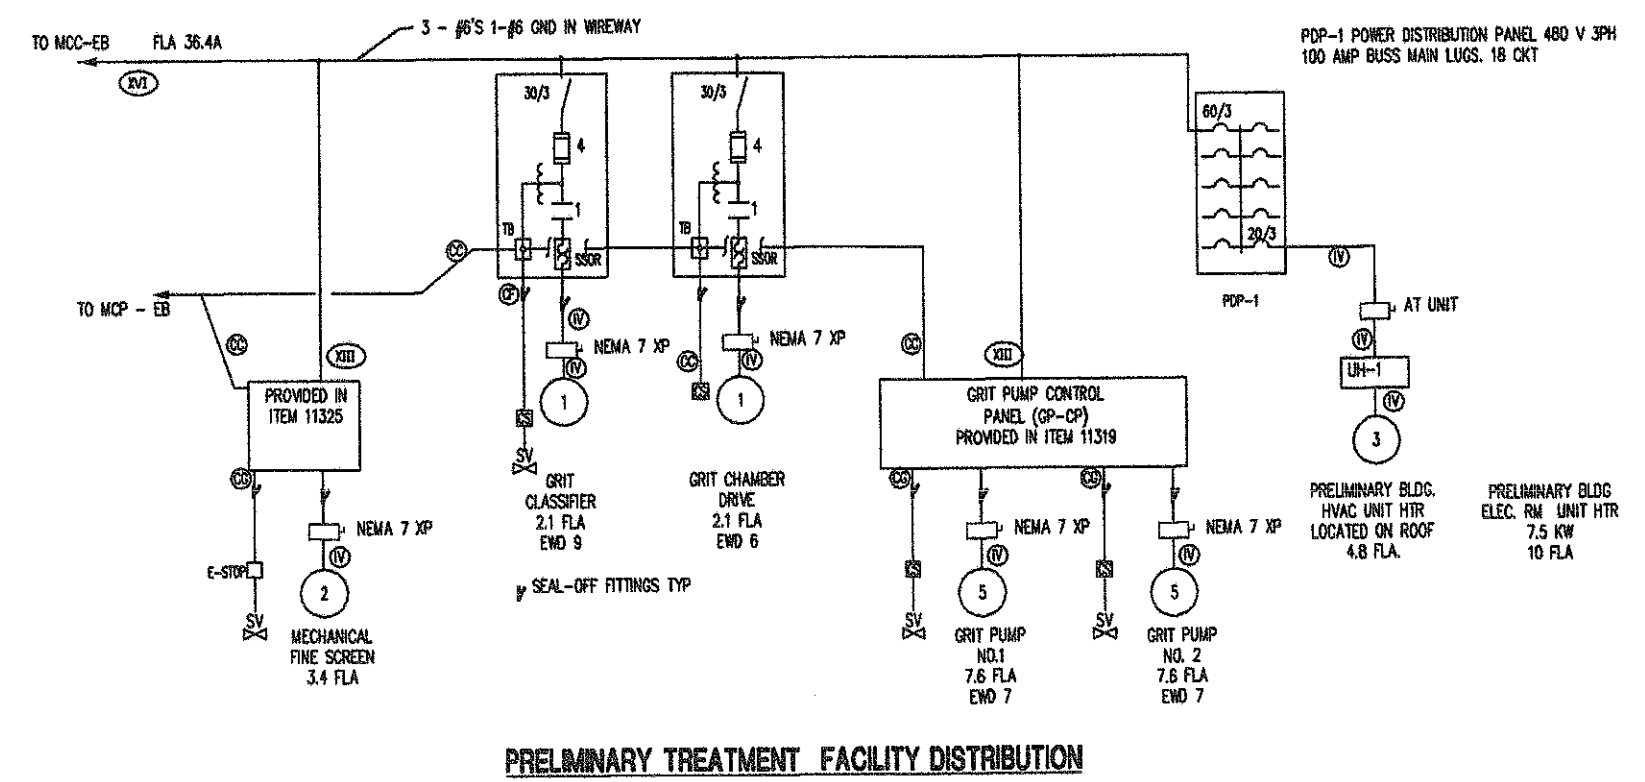 3 - #6'S 1-#6 GND IN WIREWAY
TO MCC-EB FLA 36.4A
XVI
PDP-1 POWER DISTRIBUTION PANEL 480 V 3PH
100 AMP BUSS MAIN LUGS. 18 CKT
30/3
4
1
TB
SSOR
30/3
4
1
TB
SSOR
60/3
20/3
PDP-1
IV
AT UNIT
IV
UH-1
IV
3
PRELIMINARY BLDG.
HVAC UNIT HTR
LOCATED ON ROOF
4.8 FLA.
PRELIMINARY BLDG
ELEC. RM UNIT HTR
7.5 KW
10 FLA
CC
TO MCP - EB
CC
XIII
PROVIDED IN
ITEM 11325
CG
NEMA 7 XP
IV
E-STOP
2
SV
MECHANICAL
FINE SCREEN
3.4 FLA
CF
IV
NEMA 7 XP
IV
1
CS
SV
GRIT
CLASSIFIER
2.1 FLA
EWD 9
NEMA 7 XP
CC
IV
1
CS
GRIT CHAMBER
DRIVE
2.1 FLA
EWD 6
SEAL-OFF FITTINGS TYP
CC
XIII
GRIT PUMP CONTROL
PANEL (GP-CP)
PROVIDED IN ITEM 11319
CG
NEMA 7 XP
IV
CS
5
SV
GRIT PUMP
NO.1
7.6 FLA
EWD 7
CG
NEMA 7 XP
IV
CS
5
SV
GRIT PUMP
NO. 2
7.6 FLA
EWD 7
PRELIMINARY TREATMENT FACILITY DISTRIBUTION